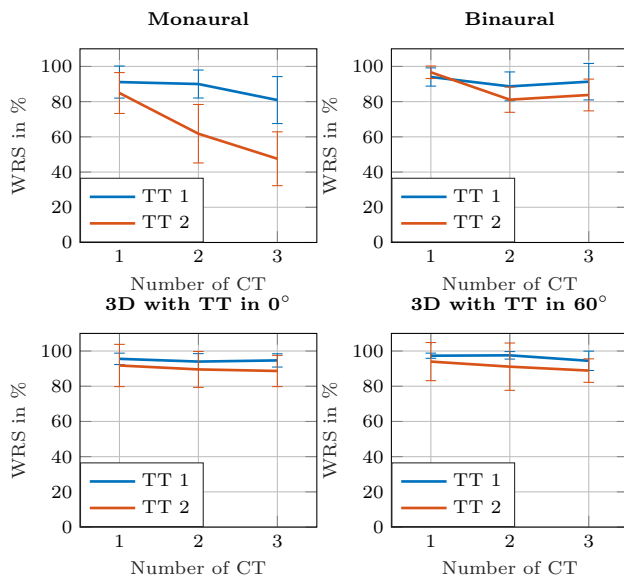 Monaural
Binaural
WRS in %
100
80
60
40
20
0
TT 1
TT 2
1 2 3
Number of CT
WRS in %
100
80
60
40
20
0
TT 1
TT 2
1 2 3
Number of CT
3D with TT in 0°
3D with TT in 60°
WRS in %
100
80
60
40
20
0
TT 1
TT 2
1 2 3
Number of CT
WRS in %
100
80
60
40
20
0
TT 1
TT 2
1 2 3
Number of CT